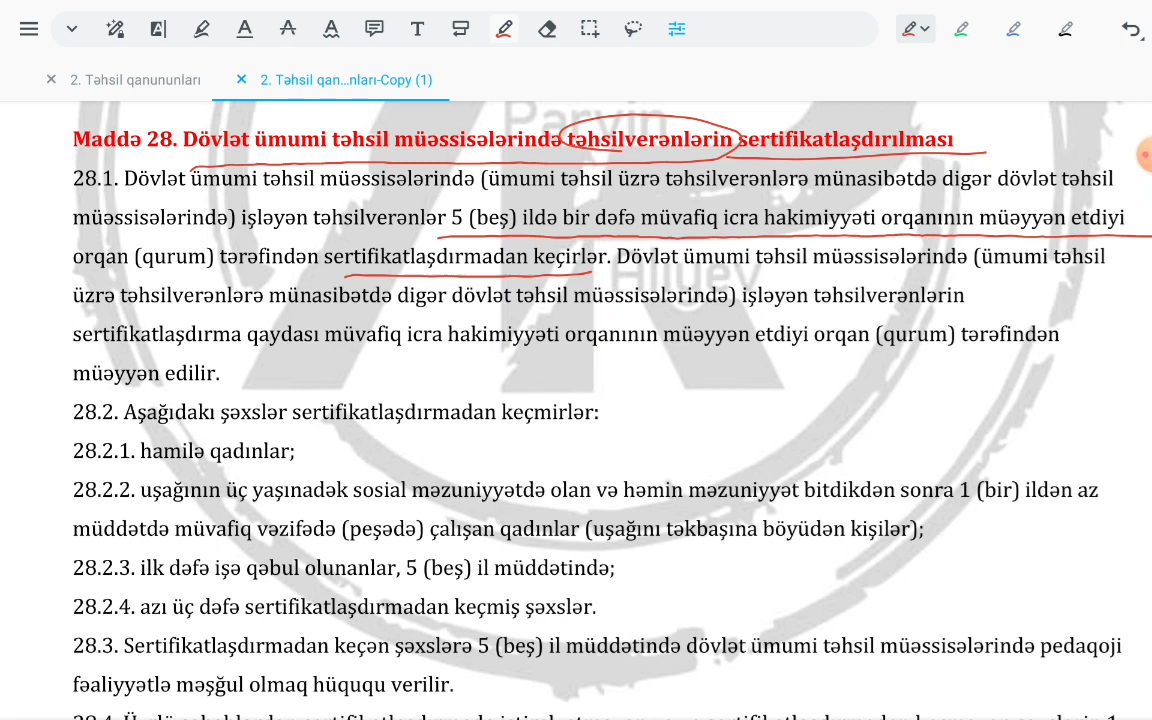 2. Təhsil qanununları
2. Təhsil qan...nları-Copy (1)
Parvin
Maddə 28. Dövlət ümumi təhsil müəssisələrində təhsilverənlərin sertifikatlaşdırılması
28.1. Dövlət ümumi təhsil müəssisələrində (ümumi təhsil üzrə təhsilverənlərə münasibətdə digər dövlət təhsil
müəssisələrində) işləyən təhsilverənlər 5 (beş) ildə bir dəfə müvafiq icra hakimiyyəti orqanının müəyyən etdiyi
orqan (qurum) tərəfindən sertifikatlaşdırmadan keçirlər. Dövlət ümumi təhsil müəssisələrində (ümumi təhsil
Hiuey
üzrə təhsilverənlərə münasibətdə digər dövlət təhsil müəssisələrində) işləyən təhsilverənlərin
sertifikatlaşdırma qaydası müvafiq icra hakimiyyəti orqanının müəyyən etdiyi orqan (qurum) tərəfindən
müəyyən edilir.
28.2. Aşağıdakı şəxslər sertifikatlaşdırmadan keçmirlər:
28.2.1. hamilə qadınlar;
28.2.2. uşağının üç yaşınadək sosial məzuniyyətdə olan və həmin məzuniyyət bitdikdən sonra 1 (bir) ildən az
müddətdə müvafiq vəzifədə (peşədə) çalışan qadınlar (uşağını təkbaşına böyüdən kişilər);
28.2.3. ilk dəfə işə qəbul olunanlar, 5 (beş) il müddətində;
28.2.4. azı üç dəfə sertifikatlaşdırmadan keçmiş şəxslər.
28.3. Sertifikatlaşdırmadan keçən şəxslərə 5 (beş) il müddətində dövlət ümumi təhsil müəssisələrində pedaqoji
fəaliyyətlə məşğul olmaq hüququ verilir.